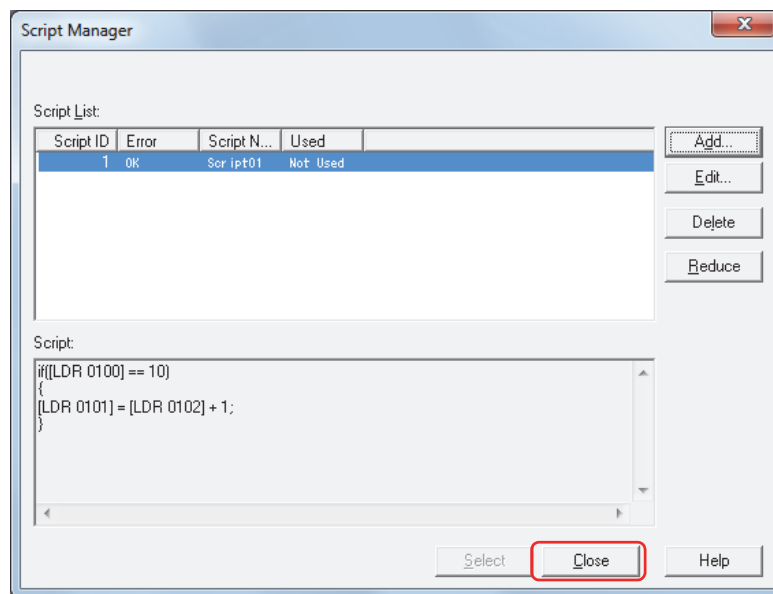 Script Manager
X
Script List:
Script ID Error Script N... Used
1 OK Script01 Not Used
Add...
Edit...
Delete
Reduce
Script:
if([LDR 0100] == 10)
{
[LDR 0101] = [LDR 0102] + 1;
}
Select Close Help